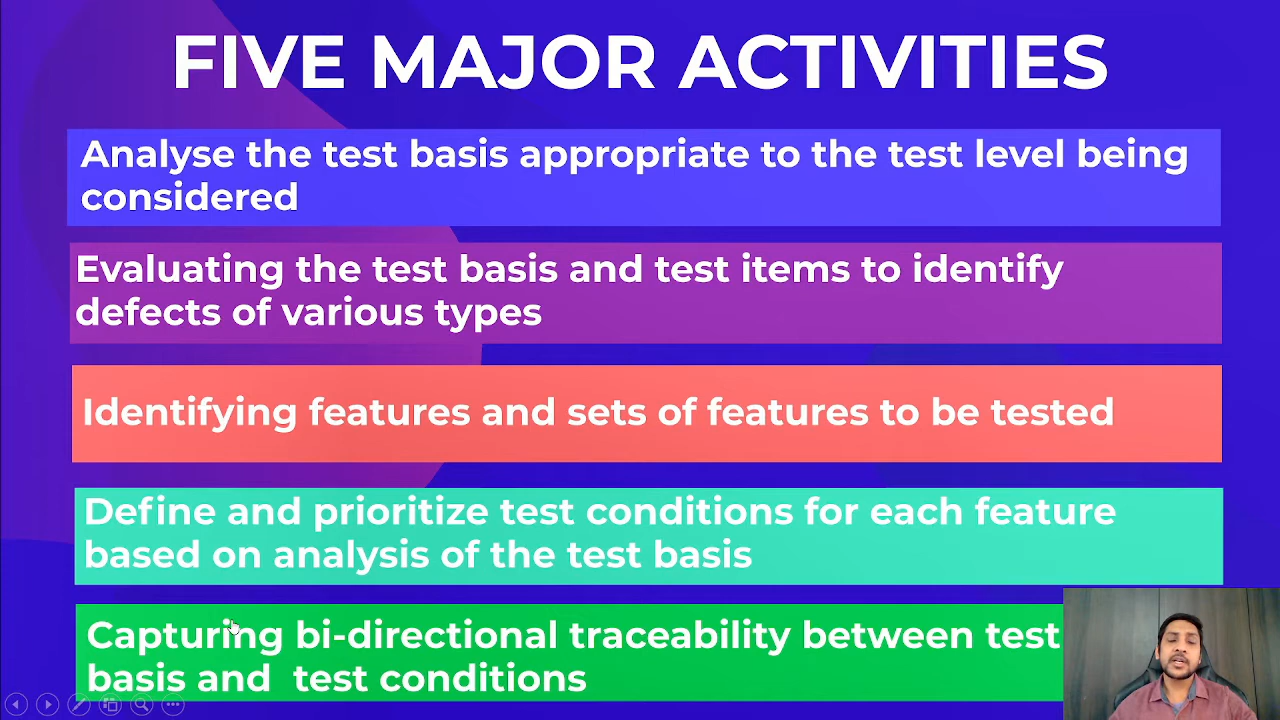 FIVE MAJOR ACTIVITIES
Analyse the test basis appropriate to the test level being
considered
Evaluating the test basis and test items to identify
defects of various types
Identifying features and sets of features to be tested
Define and prioritize test conditions for each feature
based on analysis of the test basis
Capturing bi-directional traceability between test
basis and  test conditions